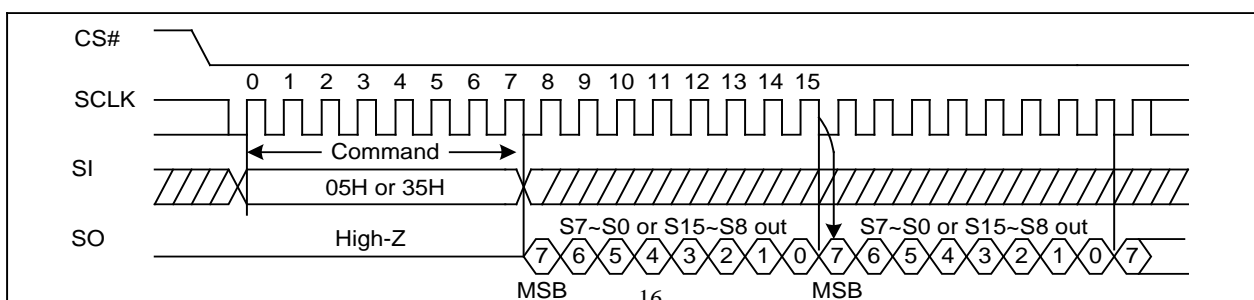 CS#
0 1 2 3 4 5 6 7 8 9 10 11 12 13 14 15
SCLK
Command
SI
05H or 35H
S7~S0 or S15~S8 out S7~S0 or S15~S8 out
SO
High-Z
7 6 5 4 3 2 1 0 7 6 5 4 3 2 1 0 7
MSB 16 MSB